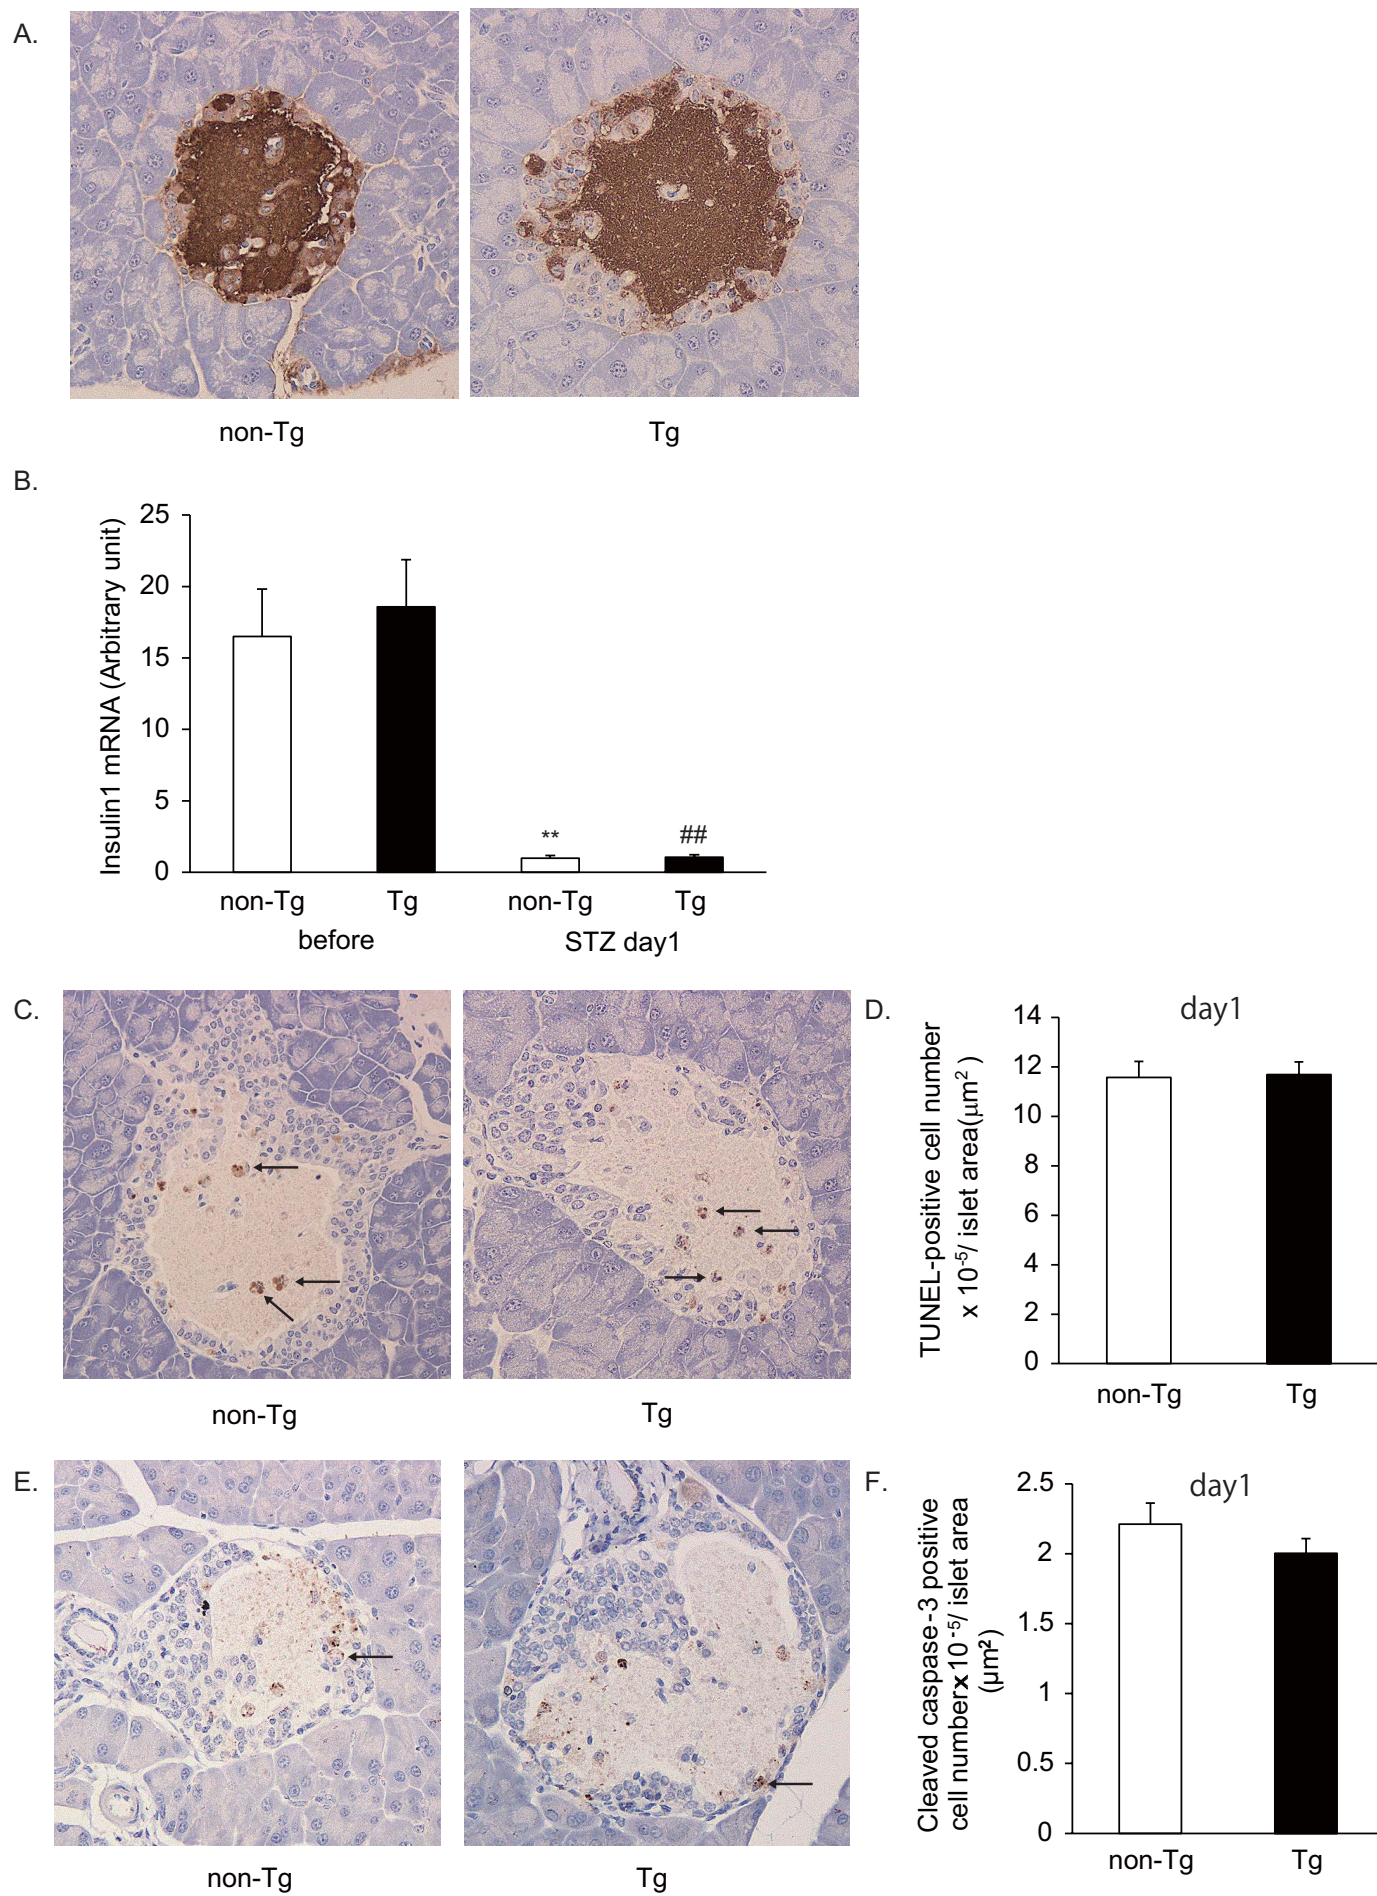 A.
non-Tg
Tg
B.
Insulin1 mRNA (Arbitrary unit)
25
20
15
10
5
0
**
##
non-Tg
Tg
non-Tg
Tg
before
STZ day1
C.
non-Tg
Tg
D.
day1
TUNEL-positive cell number
x 10⁻⁵/ islet area(μm²)
14
12
10
8
6
4
2
0
non-Tg
Tg
E.
non-Tg
Tg
F.
day1
Cleaved caspase-3 positive
cell numberx10⁻⁵/ islet area
(μm²)
2.5
2
1.5
1
0.5
0
non-Tg
Tg